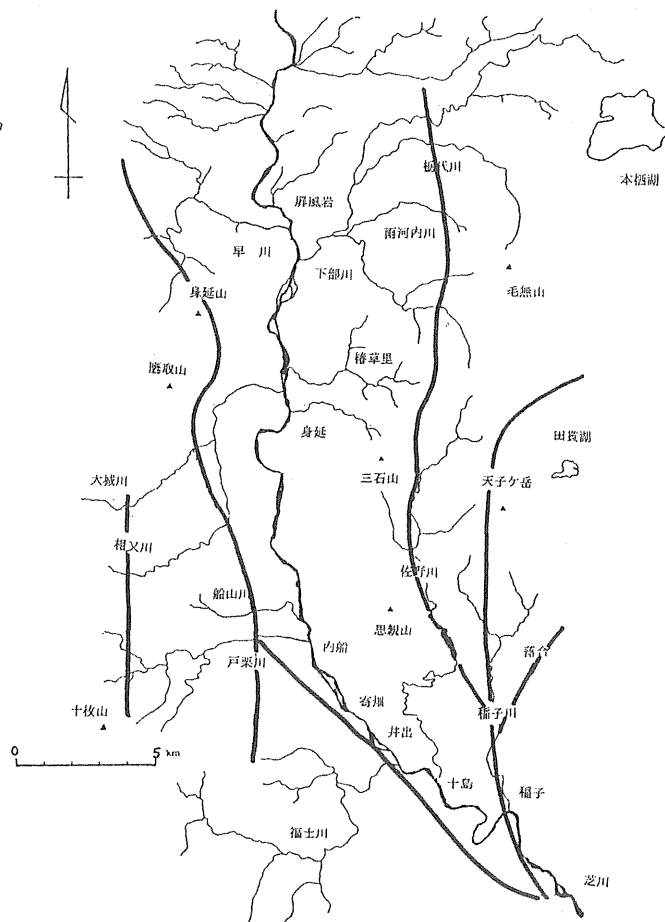 栃代川
本栖湖
屏風岩
雨河内川
早川
下部川
毛無山
身延山
椿草里
鷹取山
身延
田貫湖
三石山
大城川
天子ケ岳
相又川
佐野川
船山川
思親山
内船
落合
戸栗川
寄畑
稲子川
十枚山
井出
0 5 km
十島
稲子
福士川
芝川